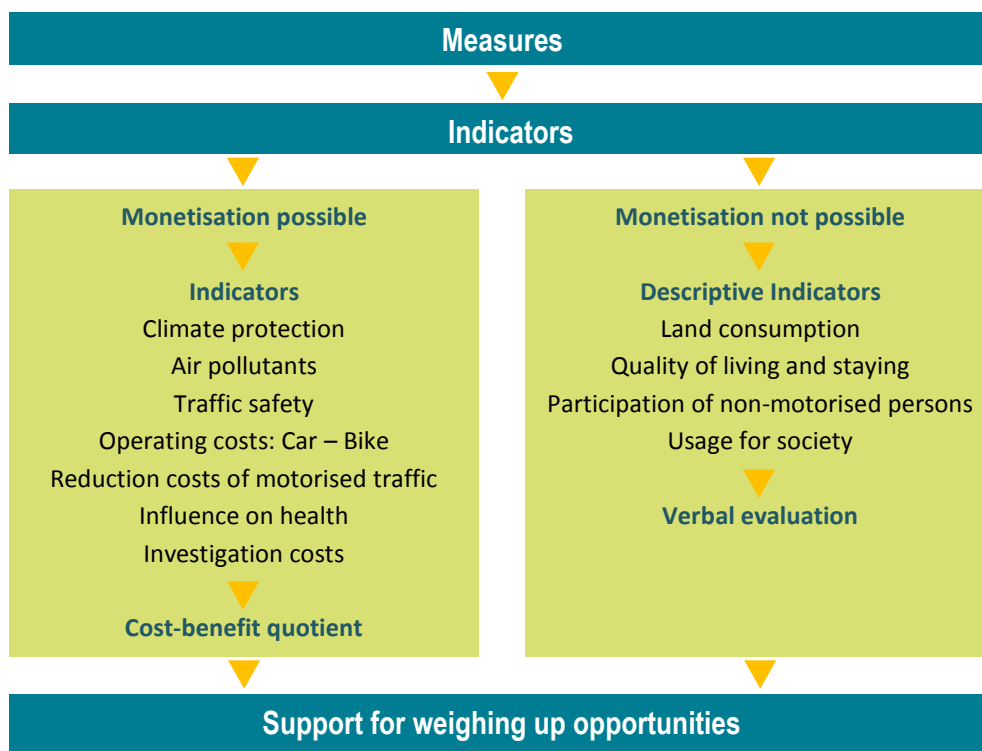 Measures
Indicators
Monetisation possible
Indicators
Climate protection
Air pollutants
Traffic safety
Operating costs: Car – Bike
Reduction costs of motorised traffic
Influence on health
Investigation costs
Cost-benefit quotient
Monetisation not possible
Descriptive Indicators
Land consumption
Quality of living and staying
Participation of non-motorised persons
Usage for society
Verbal evaluation
Support for weighing up opportunities